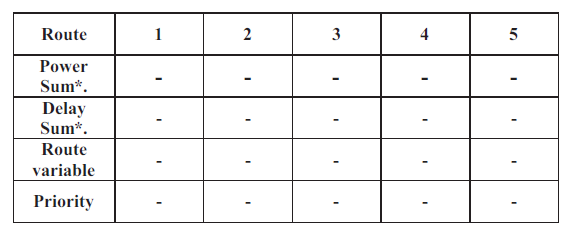 Route 1 2 3 4 5
Power
Sum*. - - - - -
Delay
Sum*. - - - - -
Route
variable - - - - -
Priority - - - - -